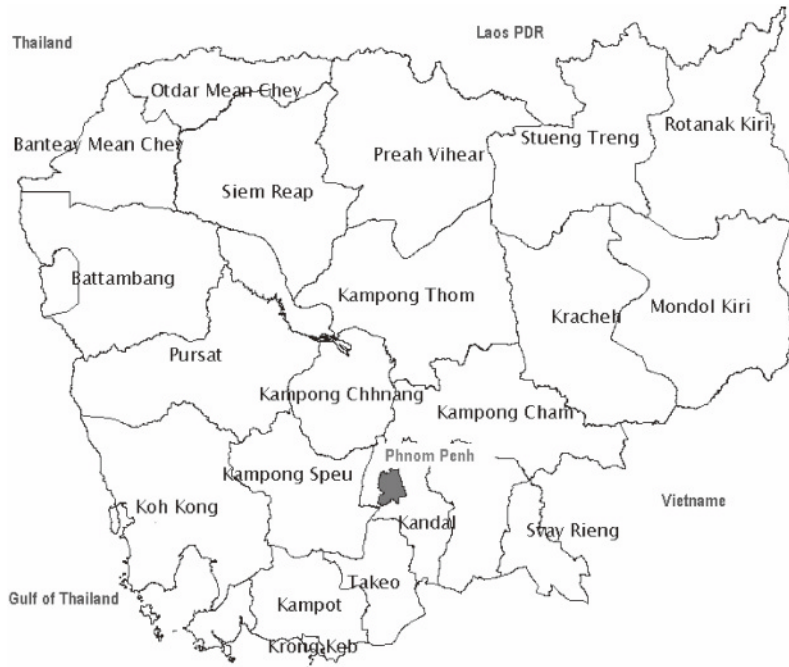 Laos PDR
Thailand
Otdar Mean Chey
Rotanak Kiri
Stueng Treng
Banteay Mean Chey
Preah Vihear
Siem Reap
Battambang
Kampong Thom
Mondol Kiri
Kracheh
Pursat
Kampong Chhnang
Kampong Cham
Phnom Penh
Kampong Speu
Vietname
Koh Kong
Kandal
Svay Rieng
Takeo
Gulf of Thailand
Kampot
Krong Keb